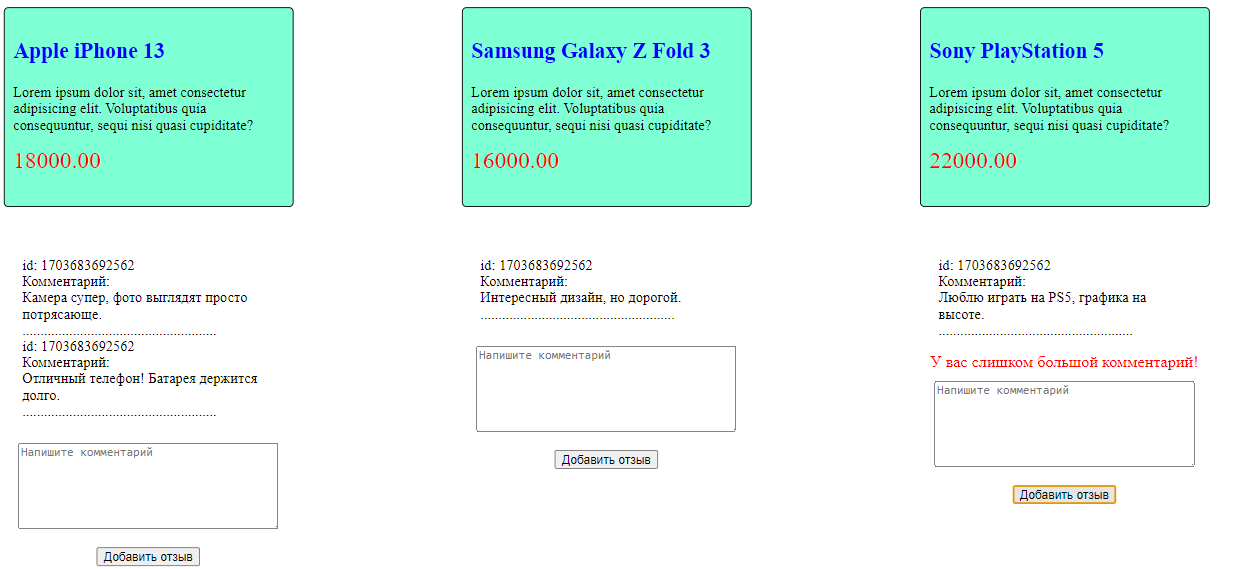 Apple iPhone 13
Lorem ipsum dolor sit, amet consectetur
adipisicing elit. Voluptatibus quia
consequuntur, sequi nisi quasi cupiditate?
18000.00
id: 1703683692562
Комментарий:
Камера супер, фото выглядят просто
потрясающе.
......................................................
id: 1703683692562
Комментарий:
Отличный телефон! Батарея держится
долго.
......................................................
Напишите комментарий
Добавить отзыв
Samsung Galaxy Z Fold 3
Lorem ipsum dolor sit, amet consectetur
adipisicing elit. Voluptatibus quia
consequuntur, sequi nisi quasi cupiditate?
16000.00
id: 1703683692562
Комментарий:
Интересный дизайн, но дорогой.
......................................................
Напишите комментарий
Добавить отзыв
Sony PlayStation 5
Lorem ipsum dolor sit, amet consectetur
adipisicing elit. Voluptatibus quia
consequuntur, sequi nisi quasi cupiditate?
22000.00
id: 1703683692562
Комментарий:
Люблю играть на PS5, графика на
высоте.
......................................................
У вас слишком большой комментарий!
Напишите комментарий
Добавить отзыв